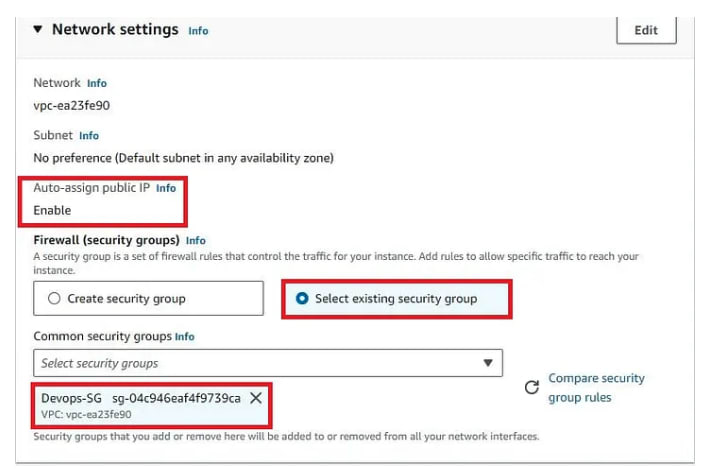 ▼ Network settings Info
Edit
Network Info
vpc-ea23fe90
Subnet Info
No preference (Default subnet in any availability zone)
Auto-assign public IP Info
Enable
Firewall (security groups) Info
A security group is a set of firewall rules that control the traffic for your instance. Add rules to allow specific traffic to reach your
instance.
Create security group
Select existing security group
Common security groups Info
Select security groups
Devops-SG sg-04c946eaf4f9739ca
VPC: vpc-ea23fe90
Compare security
group rules
Security groups that you add or remove here will be added to or removed from all your network interfaces.